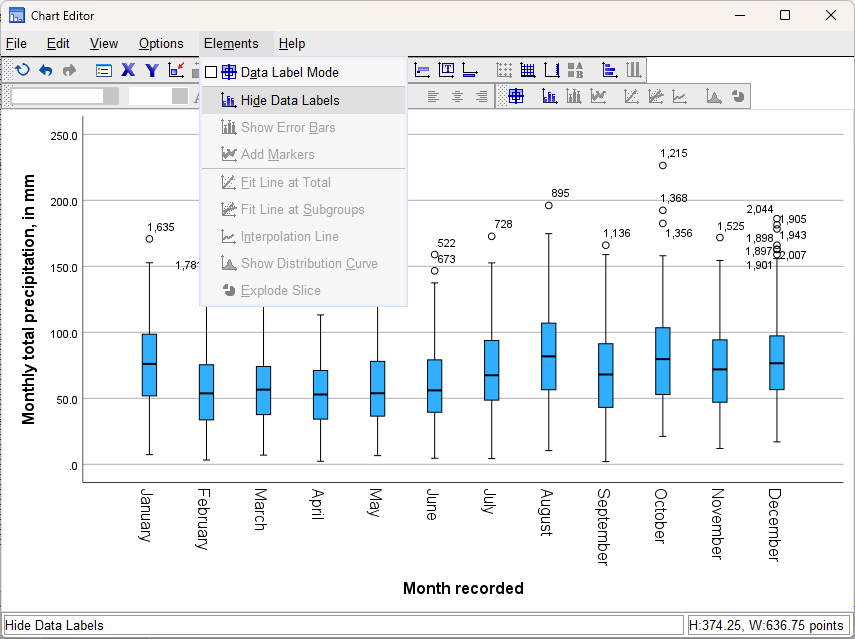 Chart Editor
File Edit View Options Elements Help
X Y T A B
Data Label Mode
Hide Data Labels
Show Error Bars
Add Markers
Fit Line at Total
Fit Line at Subgroups
Interpolation Line
Show Distribution Curve
Explode Slice
Monthly total precipitation, in mm
250.0
200.0
150.0
100.0
50.0
.0
1,635
522
673
728
895
1,136
1,215
1,368
1,356
1,525
2,044
1,905
1,898
1,943
1,897
2,007
1,901
January
February
March
April
May
June
July
August
September
October
November
December
Month recorded
Hide Data Labels
H:374.25, W:636.75 points